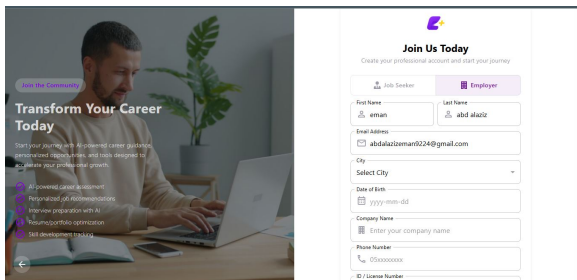 Join the Community
Transform Your Career
Today
Start your journey with AI-powered career guidance,
personalized opportunities, and tools designed to
accelerate your professional growth.
AI-powered career assessment
Personalized job recommendations
Interview preparation with AI
Resume/portfolio optimization
Skill development tracking
Join Us Today
Create your professional account and start your journey
Job Seeker
Employer
First Name
eman
Last Name
abd alaziz
Email Address
abdalazizeman9224@gmail.com
City
Select City
Date of Birth
yyyy-mm-dd
Company Name
Enter your company name
Phone Number
05xxxxxxxx
ID / License Number